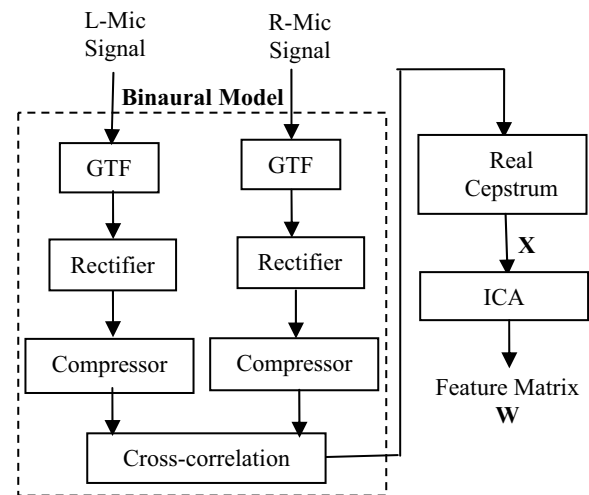 L-Mic
Signal
R-Mic
Signal
Binaural Model
GTF
GTF
Rectifier
Rectifier
Compressor
Compressor
Cross-correlation
Real
Cepstrum
X
ICA
Feature Matrix
W